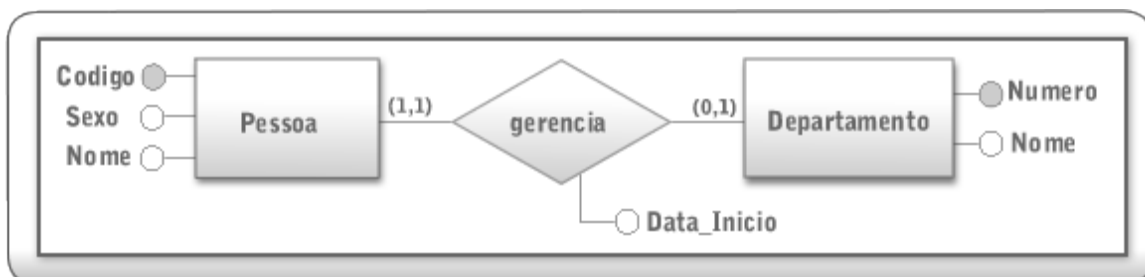 Codigo
Sexo
Nome
Pessoa
(1,1)
gerencia
(0,1)
Departamento
Numero
Nome
Data_Inicio